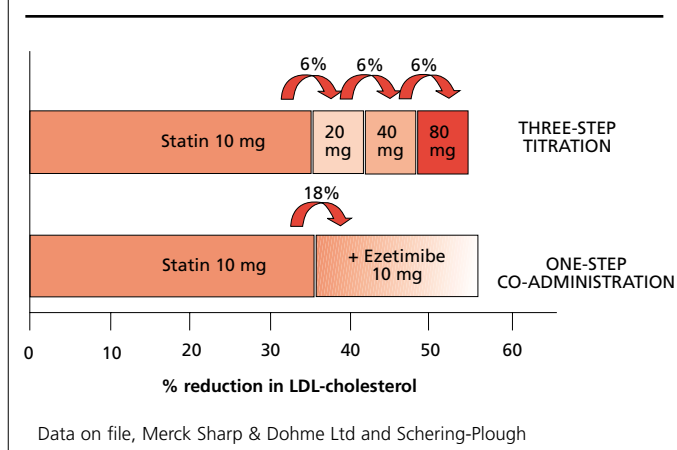 6% 6% 6%
Statin 10 mg
20
mg
40
mg
80
mg
THREE-STEP
TITRATION
18%
Statin 10 mg
+ Ezetimibe
10 mg
ONE-STEP
CO-ADMINISTRATION
0 10 20 30 40 50 60
% reduction in LDL-cholesterol
Data on file, Merck Sharp & Dohme Ltd and Schering-Plough